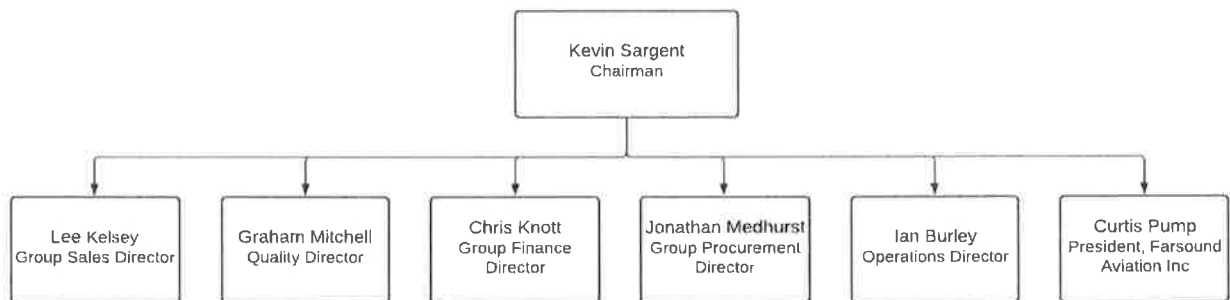 Kevin Sargent
Chairman
Lee Kelsey
Group Sales Director
Graham Mitchell
Quality Director
Chris Knott
Group Finance
Director
Jonathan Medhurst
Group Procurement
Director
Ian Burley
Operations Director
Curtis Pump
President, Farsound
Aviation Inc